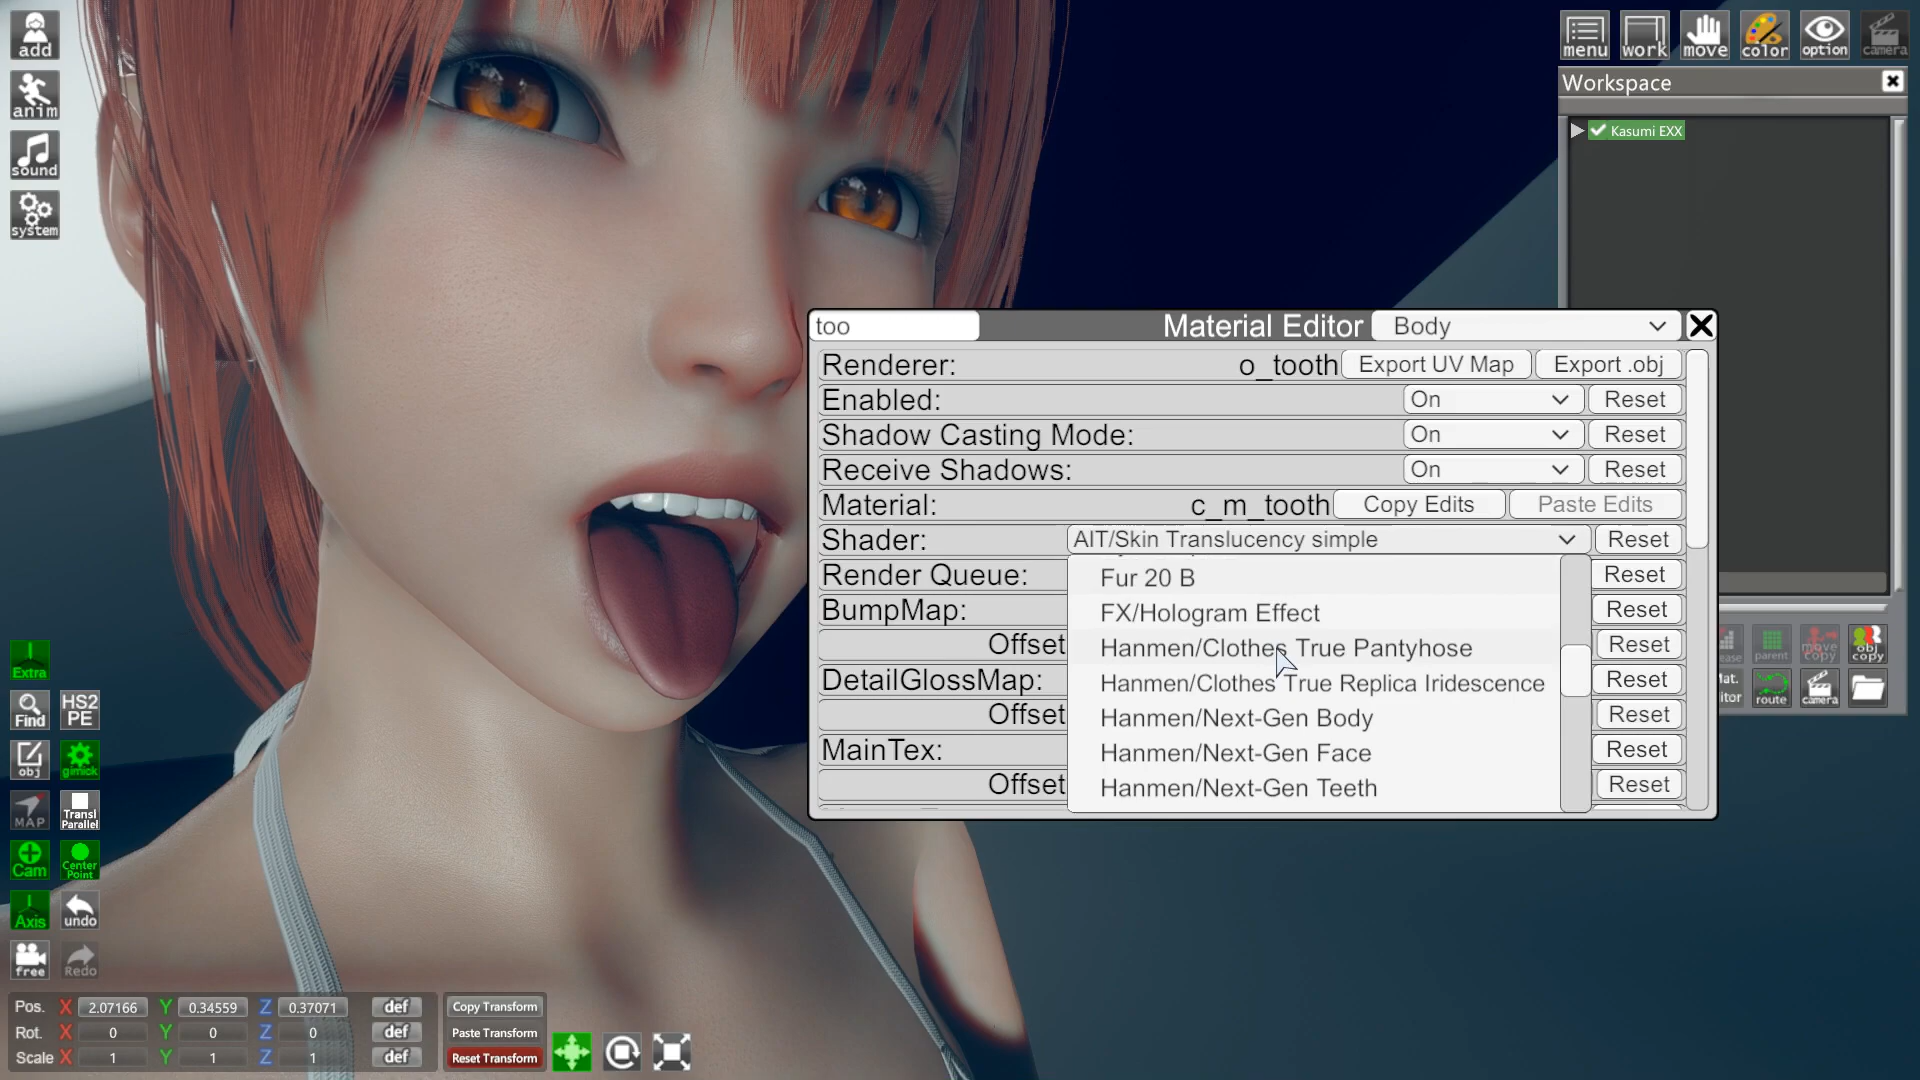 add
anim
sound
system
menu
work
move
color
option
camera
Workspace
Kasumi EXX
too
Material Editor
Body
Renderer:
o_tooth
Export UV Map
Export .obj
Enabled:
On
Reset
Shadow Casting Mode:
On
Reset
Receive Shadows:
On
Reset
Material:
c_m_tooth
Copy Edits
Paste Edits
Shader:
AIT/Skin Translucency simple
Reset
Render Queue:
Fur 20 B
Reset
BumpMap:
FX/Hologram Effect
Reset
Offset
Hanmen/Clothes True Pantyhose
Reset
DetailGlossMap:
Hanmen/Clothes True Replica Iridescence
Reset
Offset
Hanmen/Next-Gen Body
Reset
MainTex:
Hanmen/Next-Gen Face
Reset
Offset
Hanmen/Next-Gen Teeth
Reset
parent
move copy
obj copy
route
camera
Extra
Find
HS2 PE
obj
gimick
MAP
Transl Parallel
Cam
Center Point
Axis
undo
free
Redo
Pos. X 2.07166 Y 0.34559 Z 0.37071 def
Rot. X 0 Y 0 Z 0 def
Scale X 1 Y 1 Z 1 def
Copy Transform
Paste Transform
Reset Transform